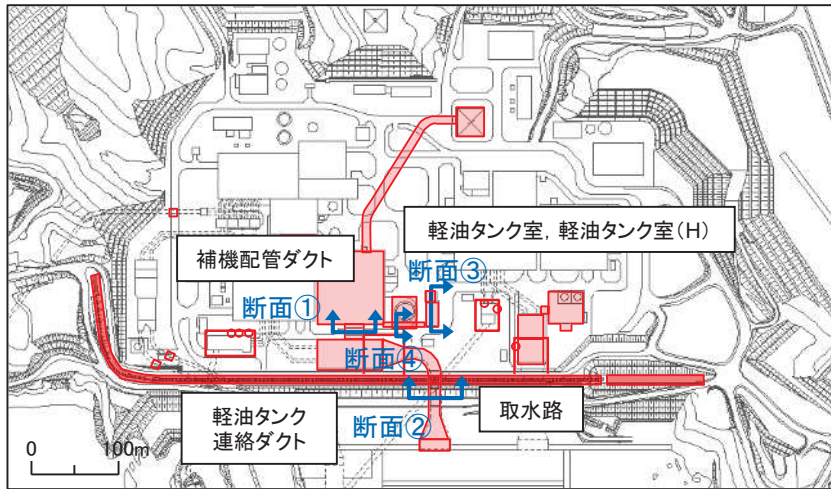 補機配管ダクト
軽油タンク室，軽油タンク室（H）
断面③
断面①
断面④
軽油タンク
連絡ダクト
断面②
取水路
0 100m